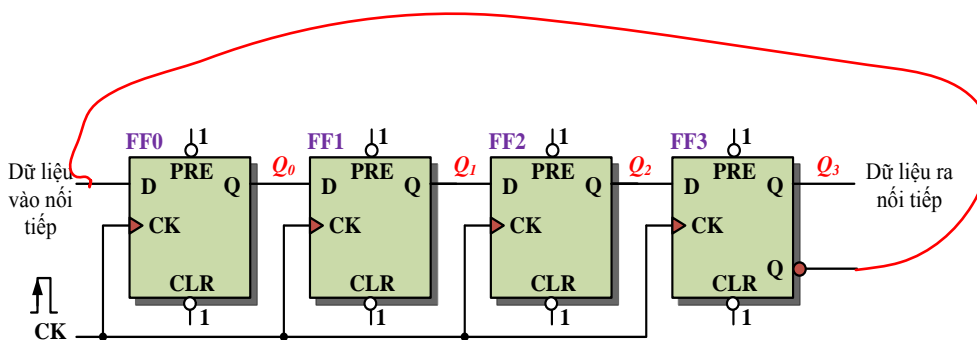 1 1 1 1
FF0 FF1 FF2 FF3
PRE PRE PRE PRE
Dữ liệu
vào nối
tiếp
D Q Q0 D Q Q1 D Q Q2 D Q Q3
Dữ liệu ra
nối tiếp
CK CK CK CK
Q
CLR CLR CLR CLR
1 1 1 1
CK